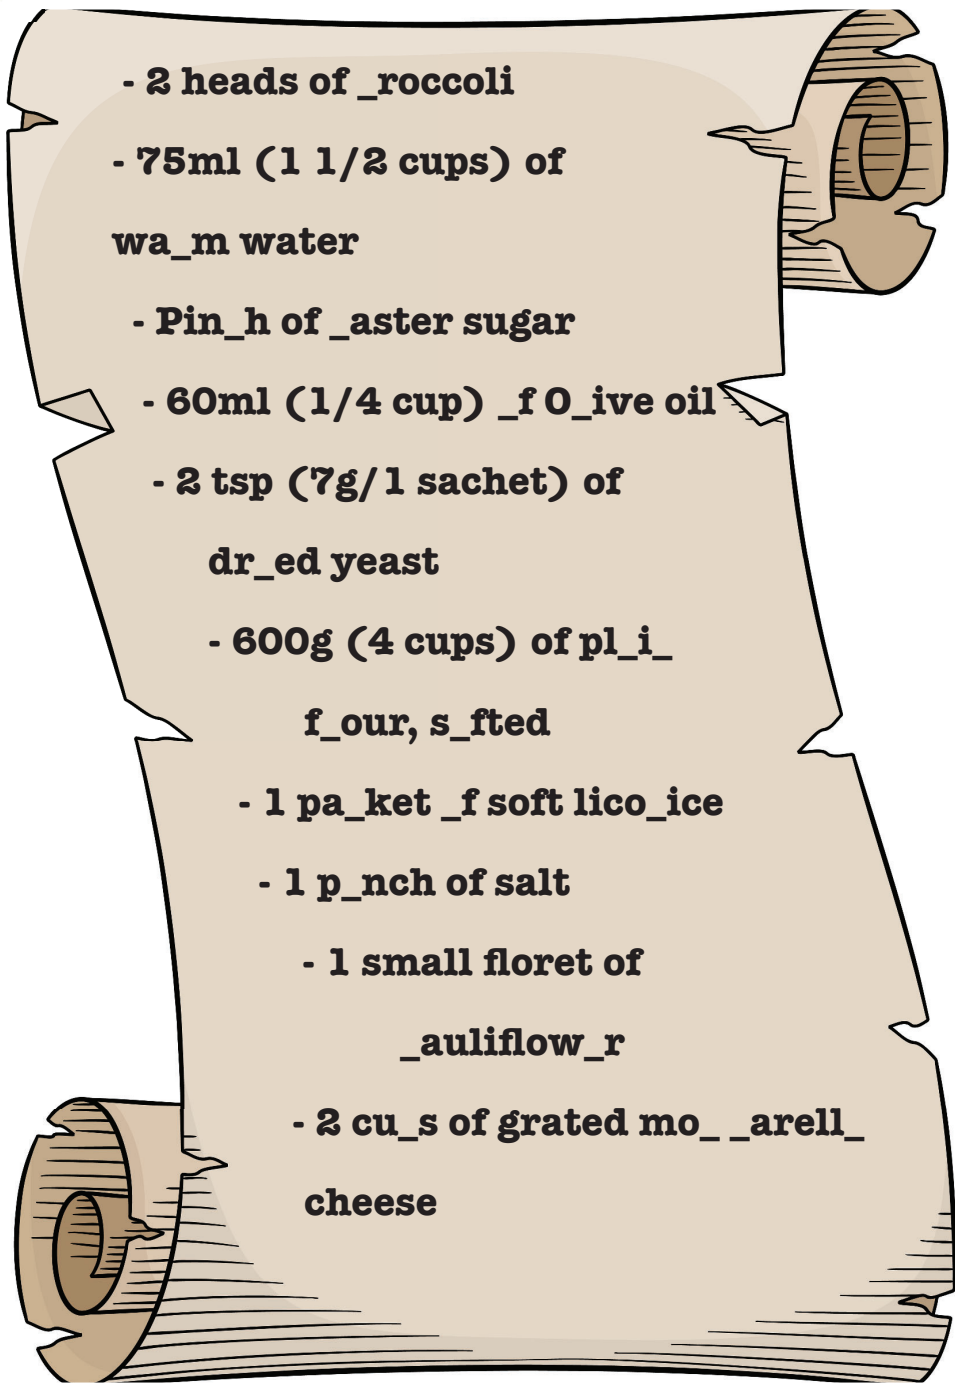 - 2 heads of _roccoli
- 75ml (1 1/2 cups) of
wa_m water
- Pin_h of _aster sugar
- 60ml (1/4 cup) _f O_ive oil
- 2 tsp (7g/1 sachet) of
dr_ed yeast
- 600g (4 cups) of pl_i_
f_our, s_fted
- 1 pa_ket _f soft lico_ice
- 1 p_nch of salt
- 1 small floret of
_auliflow_r
- 2 cu_s of grated mo_ _arell_
cheese